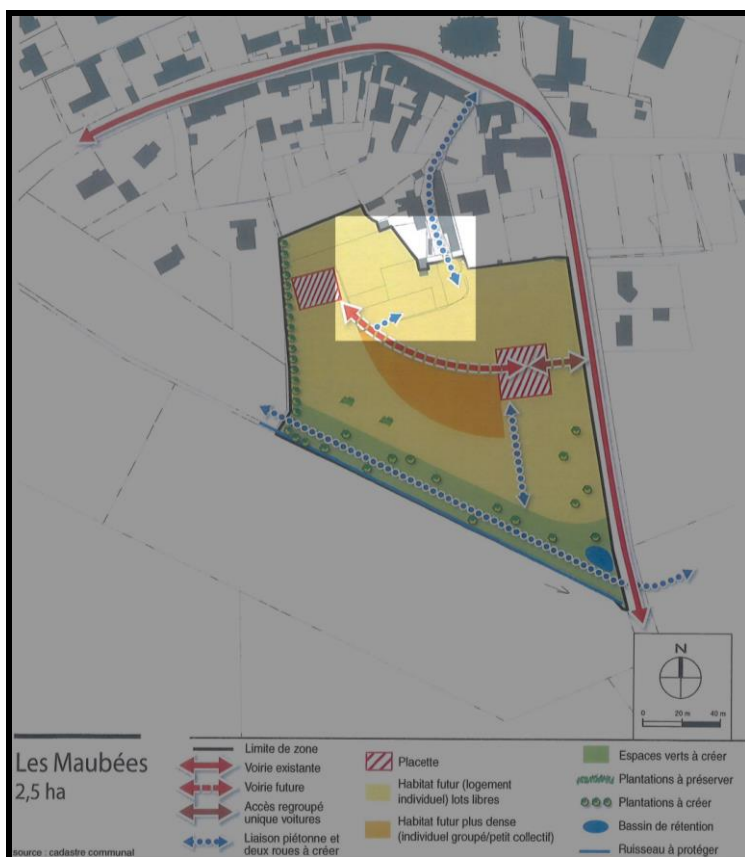 N
0 20 m 40 m
Les Maubées
2,5 ha
source : cadastre communal
Limite de zone
Voirie existante
Voirie future
Accès regroupé
unique voitures
Liaison piétonne et
deux roues à créer
Placette
Habitat futur (logement
individuel) lots libres
Habitat futur plus dense
(individuel groupé/petit collectif)
Espaces verts à créer
Plantations à préserver
Plantations à créer
Bassin de rétention
Ruisseau à protéger